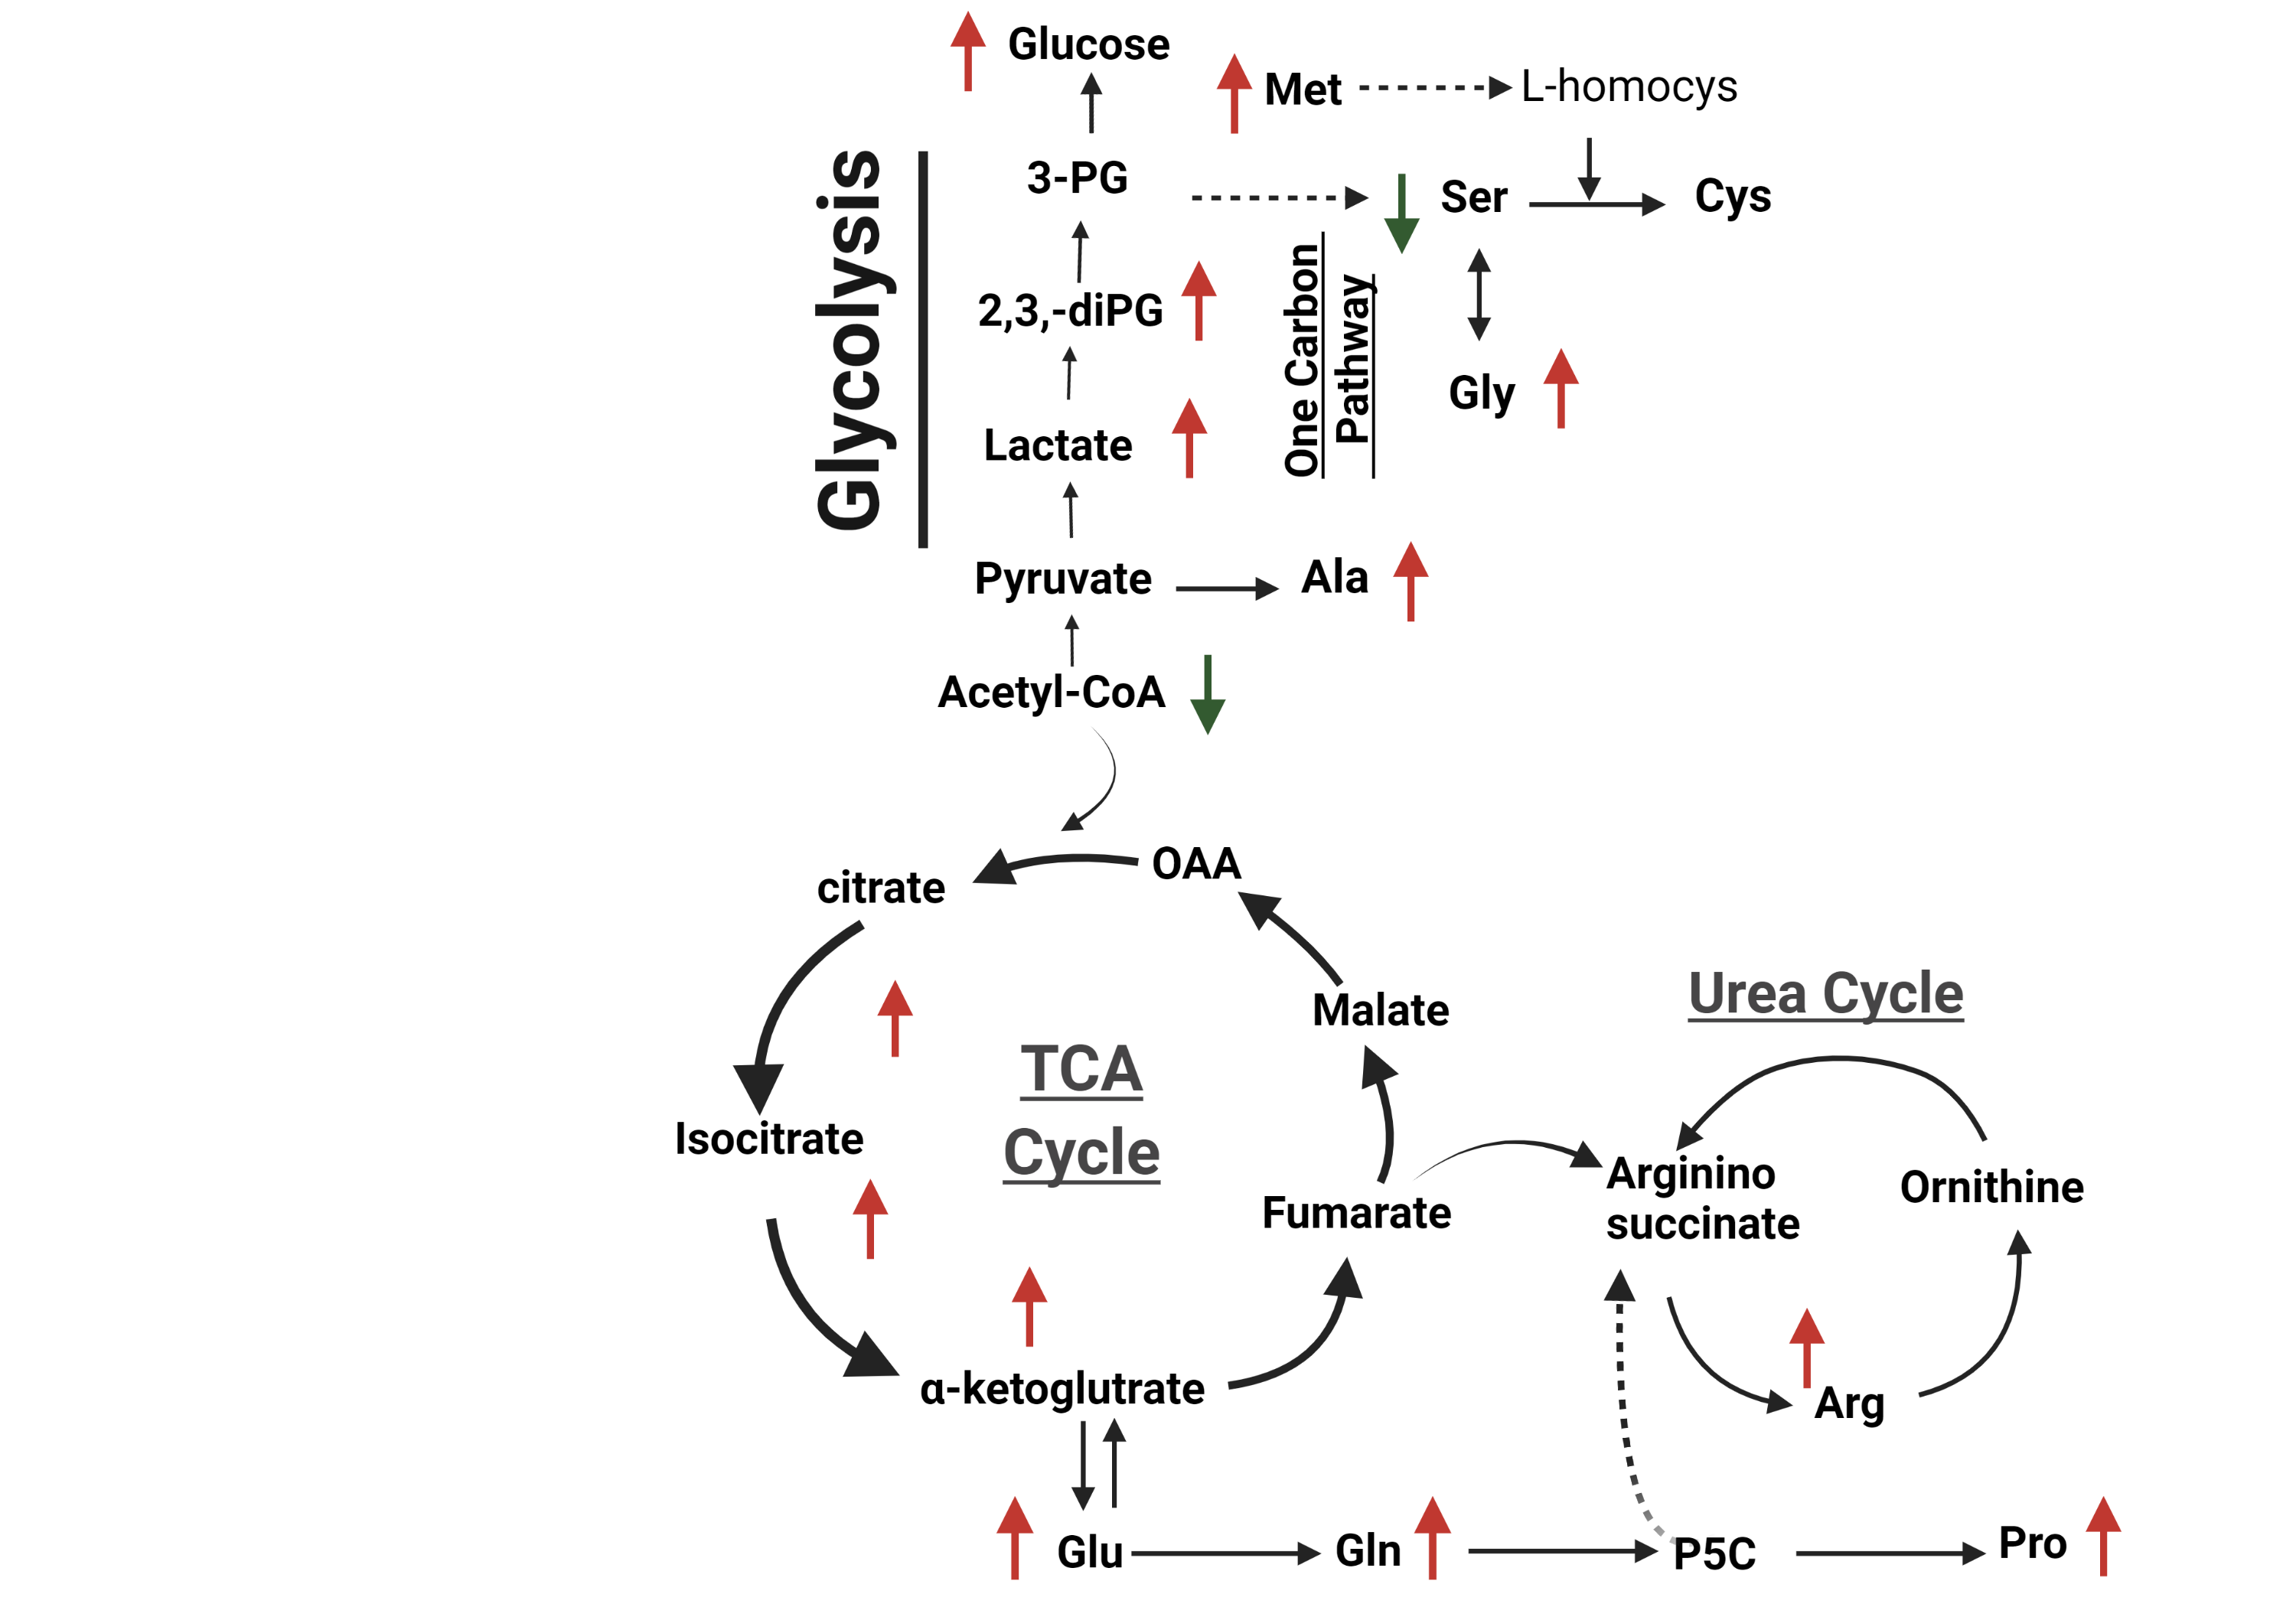 Glucose
Met
L-homocys
Glycolysis
3-PG
Ser
Cys
2,3,-diPG
One Carbon
Pathway
Gly
Lactate
Pyruvate
Ala
Acetyl-CoA
OAA
citrate
Malate
Urea Cycle
TCA
Cycle
Isocitrate
Fumarate
Arginino
succinate
Ornithine
α-ketoglutrate
Arg
Glu
Gln
P5C
Pro